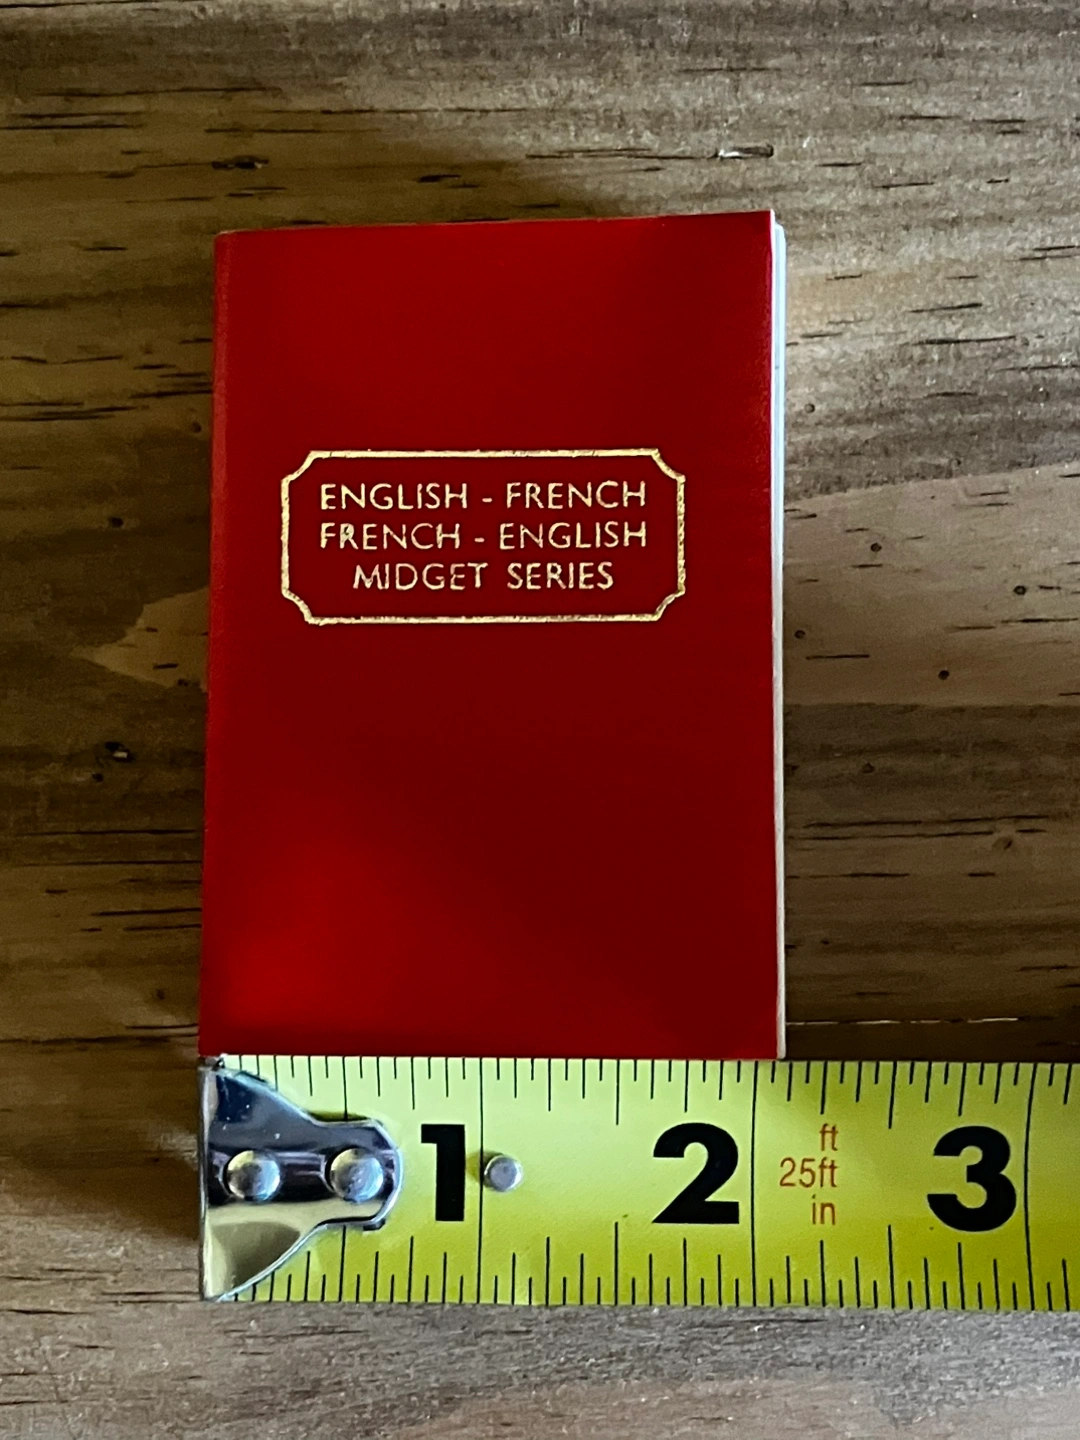 ENGLISH - FRENCH
FRENCH - ENGLISH
MIDGET SERIES
1 2 3
ft
25ft
in